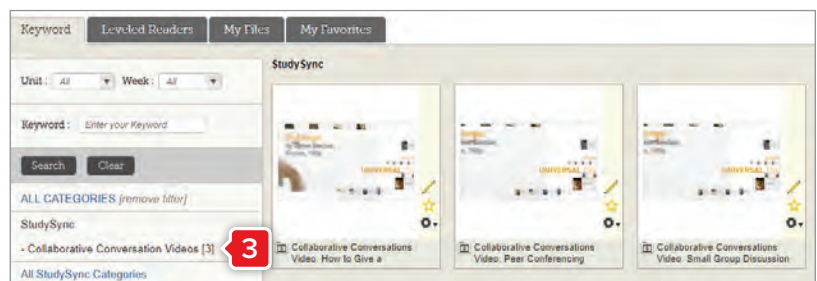 Keyword Leveled Readers My Files My Favorites
Unit : All Week : All
Keyword : Enter your Keyword
Search Clear
ALL CATEGORIES [remove filter]
StudySync
- Collaborative Conversation Videos [3]
3
All StudySync Categories
StudySync
UNIVERSAL
Collaborative Conversations
Video: How to Give a
UNIVERSAL
Collaborative Conversations
Video: Peer Conferencing
UNIVERSAL
Collaborative Conversations
Video: Small Group Discussion